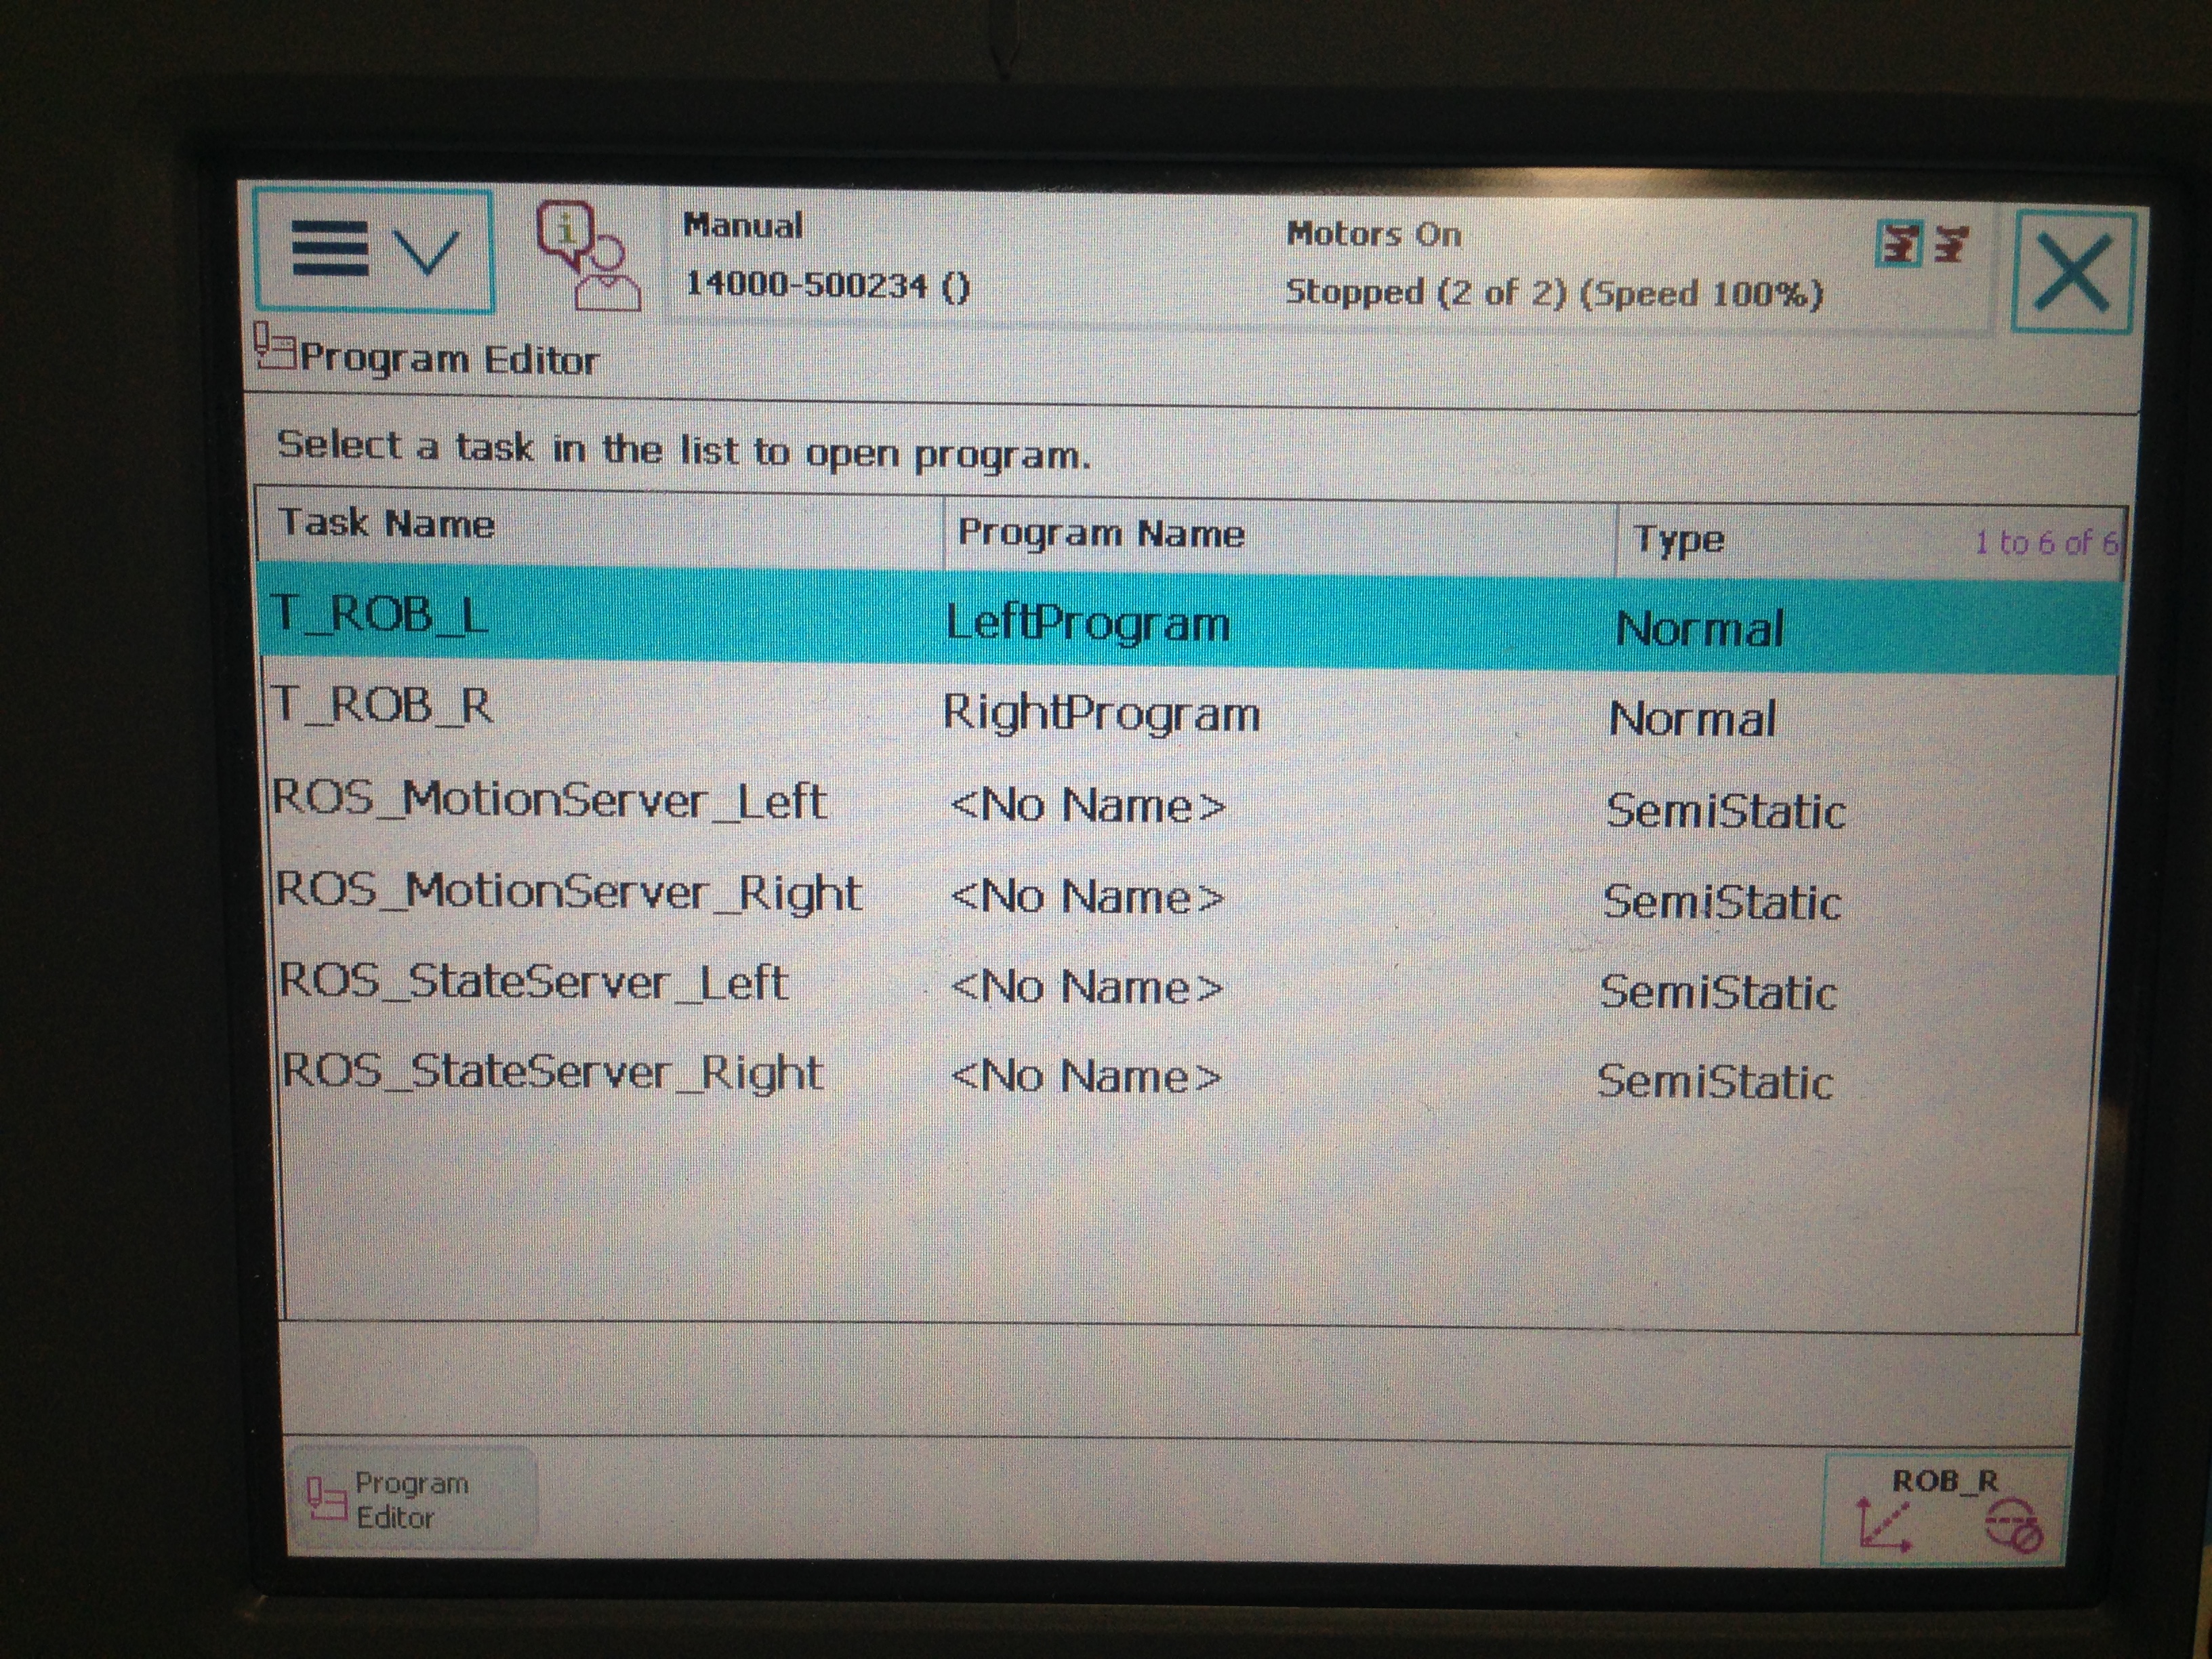 Manual
Motors On
14000-500234 ()
Stopped (2 of 2) (Speed 100%)
Program Editor
Select a task in the list to open program.
Task Name Program Name Type 1 to 6 of 6
T_ROB_L LeftProgram Normal
T_ROB_R RightProgram Normal
ROS_MotionServer_Left <No Name> SemiStatic
ROS_MotionServer_Right <No Name> SemiStatic
ROS_StateServer_Left <No Name> SemiStatic
ROS_StateServer_Right <No Name> SemiStatic
Program
Editor
ROB_R